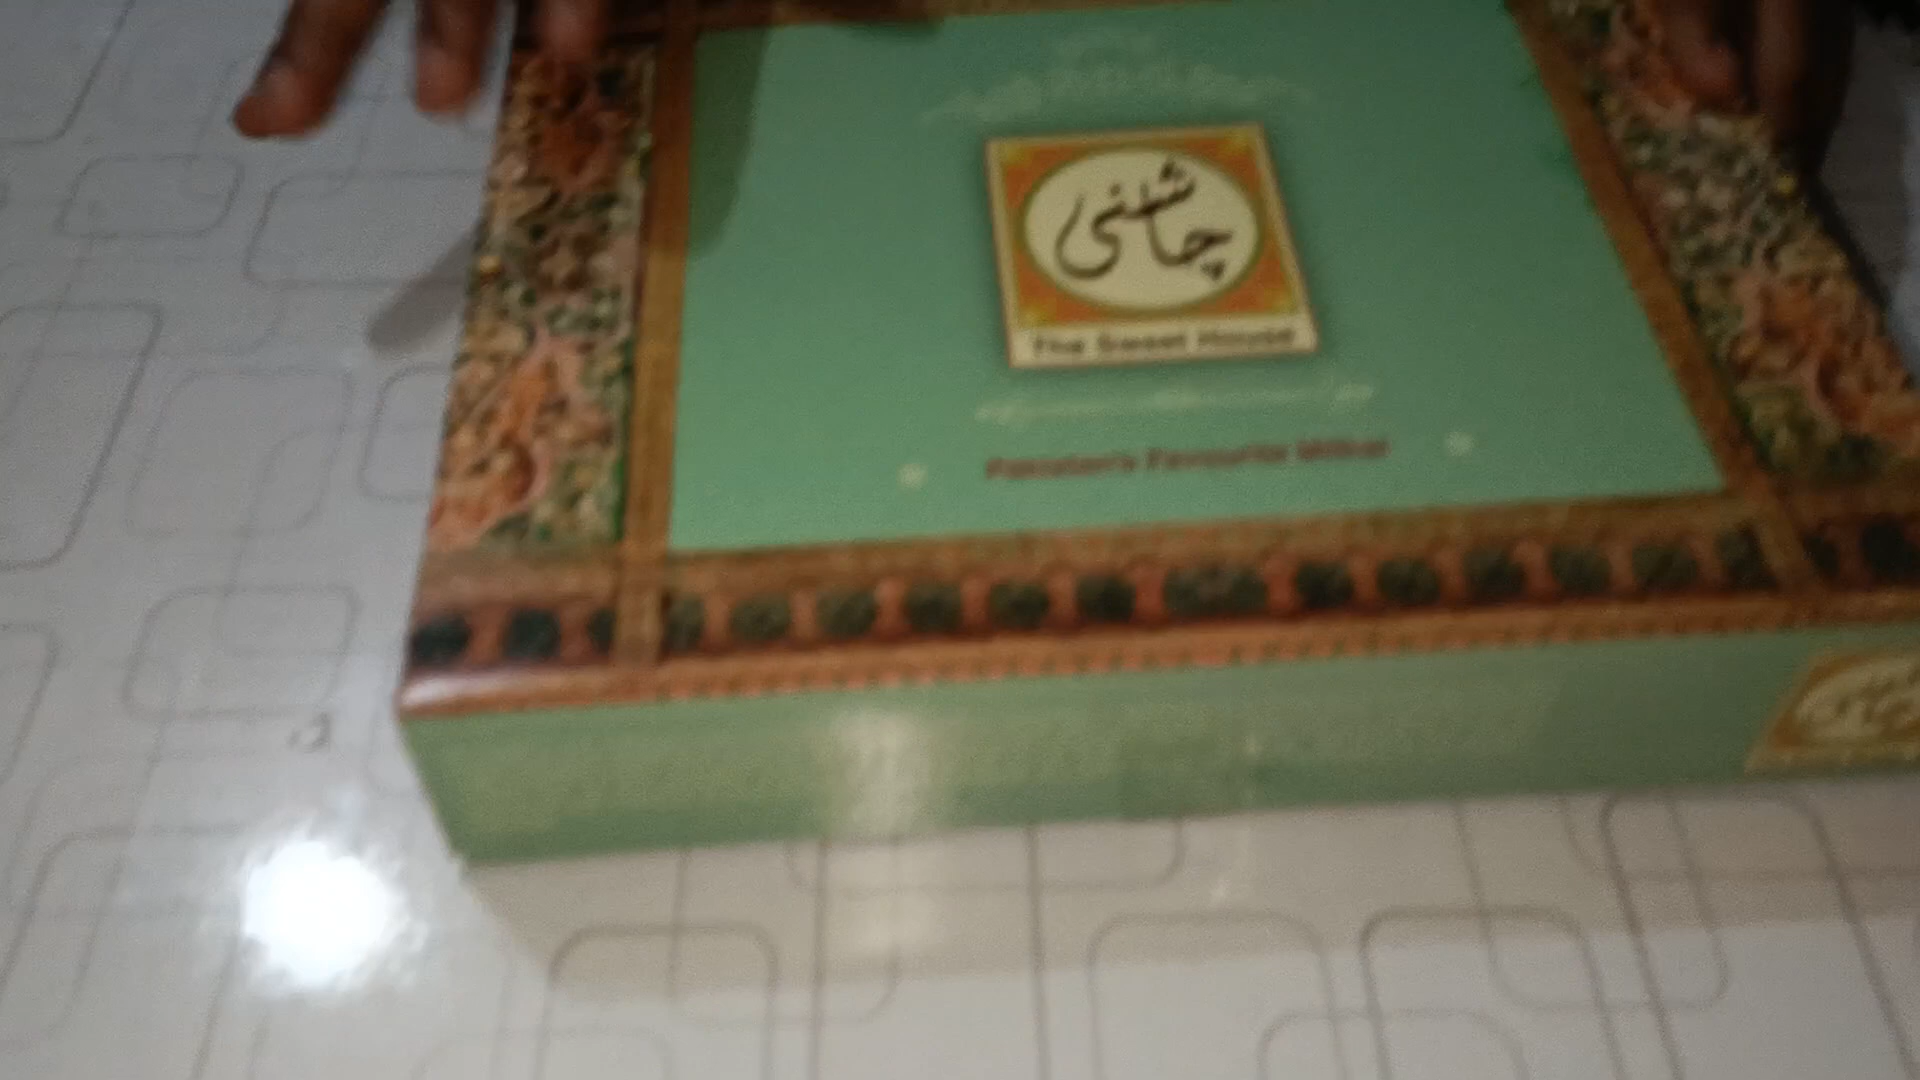 چاشنی
The Sweet House
Pakistan's Favourite Mithai